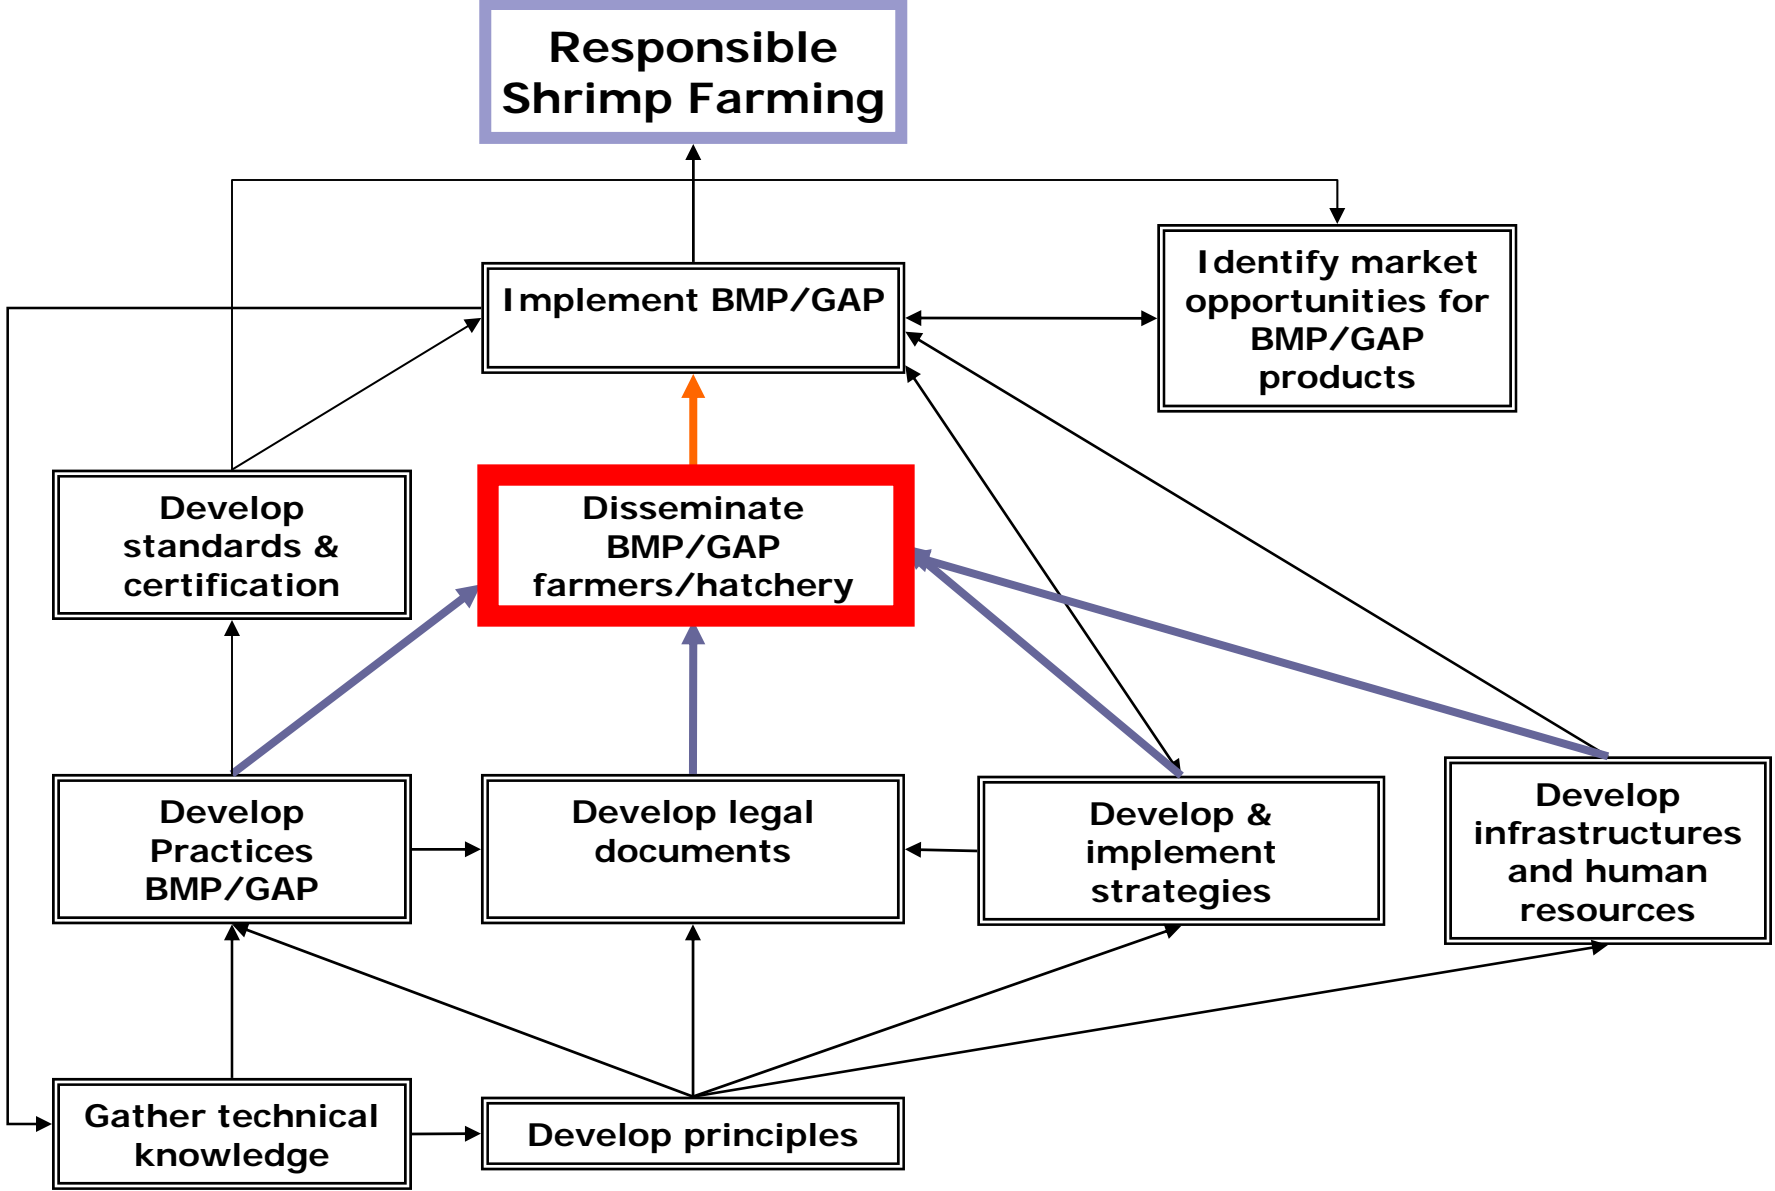 Responsible
Shrimp Farming
Implement BMP/GAP
Identify market
opportunities for
BMP/GAP
products
Develop
standards &
certification
Disseminate
BMP/GAP
farmers/hatchery
Develop
Practices
BMP/GAP
Develop legal
documents
Develop &
implement
strategies
Develop
infrastructures
and human
resources
Gather technical
knowledge
Develop principles